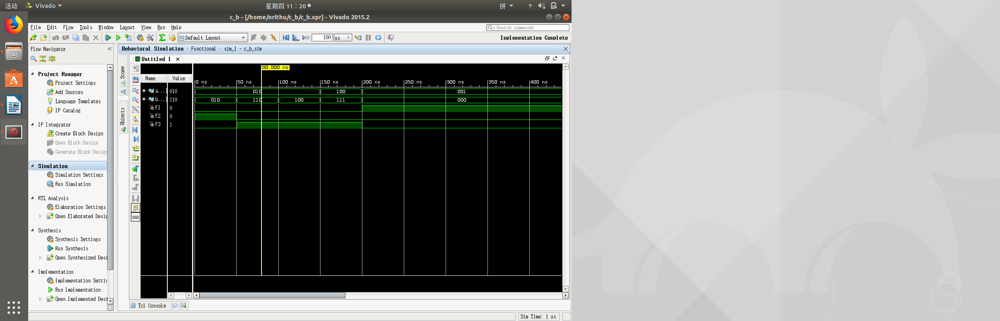 活动 Vivado 星期四 11：20 拼 ?
c_b - [/home/orithu/c_b/c_b.xpr] - Vivado 2015.2
File Edit Flow Tools Window Layout View Run Help Search commands
Default Layout 100 us Implementation Complete
Flow Navigator
Project Manager
Project Settings
Add Sources
Language Templates
IP Catalog
IP Integrator
Create Block Design
Open Block Design
Generate Block Design
Simulation
Simulation Settings
Run Simulation
RTL Analysis
Elaboration Settings
Open Elaborated Desig
Synthesis
Synthesis Settings
Run Synthesis
Open Synthesized Desi
Implementation
Implementation Settin
Run Implementation
Open Implemented Desi
Behavioral Simulation - Functional - sim_1 - c_b_sim
Scope
Objects
Untitled 1
80.000 ns
Name Value
0 ns 50 ns 100 ns 150 ns 200 ns 250 ns 300 ns 350 ns 400 ns
a...] 010 010 100 001
b...] 110 010 110 100 111 000
F1 0
F2 0
F3 1
Tcl Console
Sim Time: 1 us